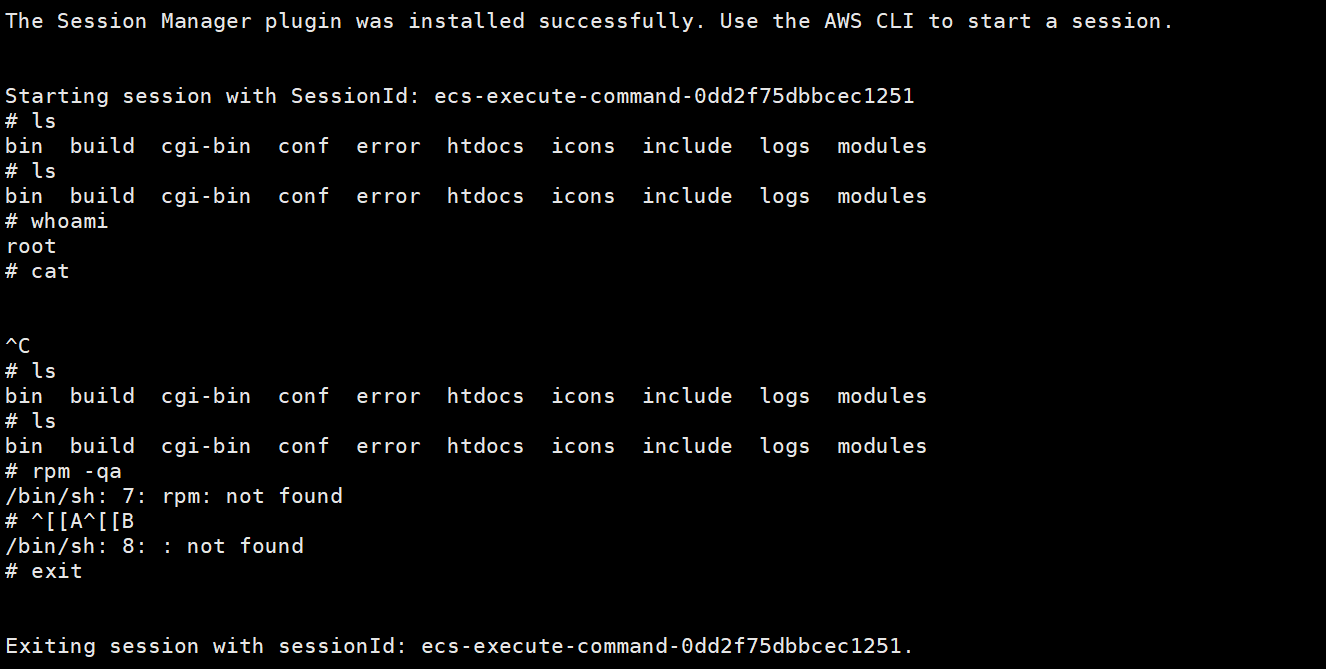 The Session Manager plugin was installed successfully. Use the AWS CLI to start a session.
Starting session with SessionId: ecs-execute-command-0dd2f75dbbcec1251
# ls
bin  build  cgi-bin  conf  error  htdocs  icons  include  logs  modules
# ls
bin  build  cgi-bin  conf  error  htdocs  icons  include  logs  modules
# whoami
root
# cat
^C
# ls
bin  build  cgi-bin  conf  error  htdocs  icons  include  logs  modules
# ls
bin  build  cgi-bin  conf  error  htdocs  icons  include  logs  modules
# rpm -qa
/bin/sh: 7: rpm: not found
# ^[[A^[[B
/bin/sh: 8: : not found
# exit
Exiting session with sessionId: ecs-execute-command-0dd2f75dbbcec1251.